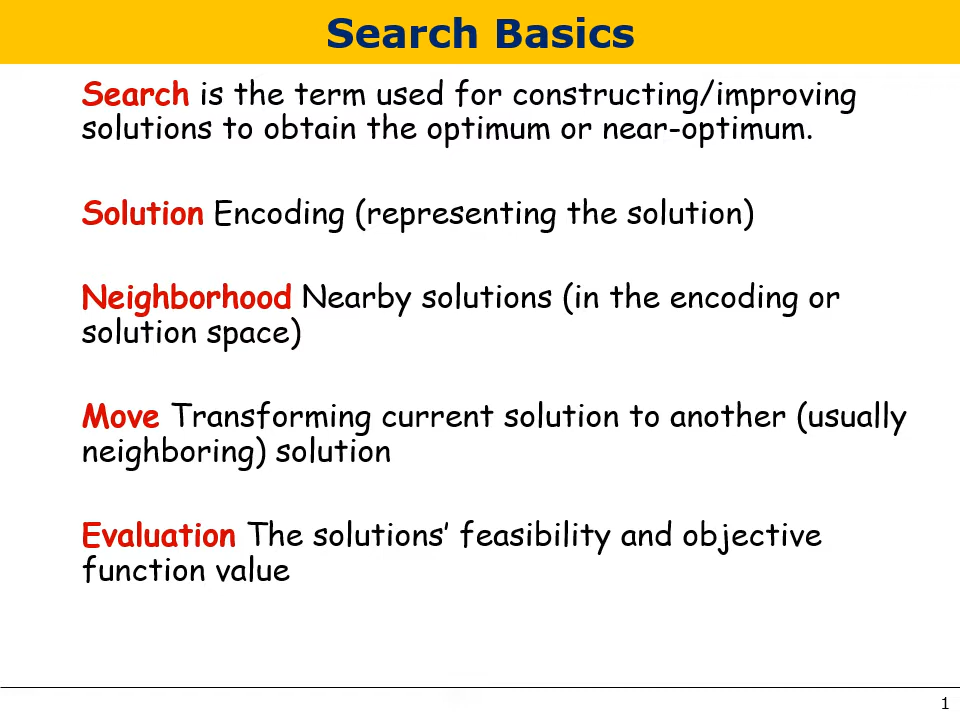 Search Basics
Search is the term used for constructing/improving
solutions to obtain the optimum or near-optimum.
Solution Encoding (representing the solution)
Neighborhood Nearby solutions (in the encoding or
solution space)
Move Transforming current solution to another (usually
neighboring) solution
Evaluation The solutions’ feasibility and objective
function value
1